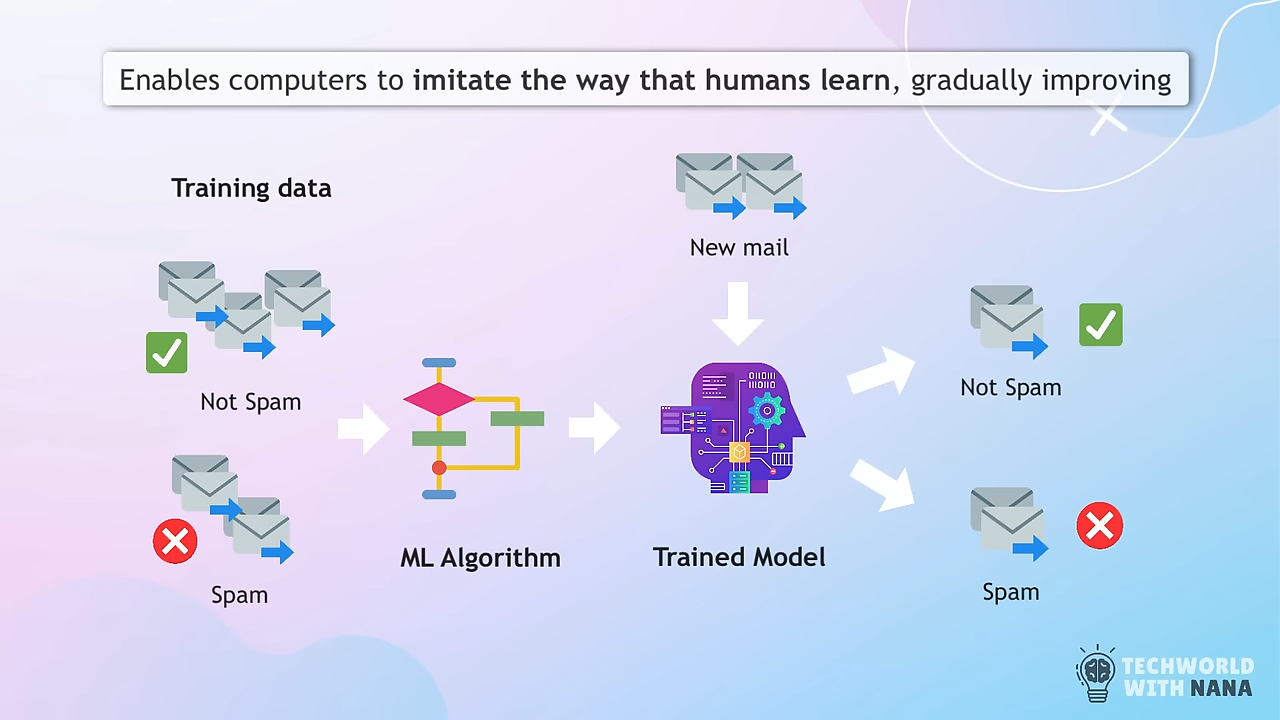 Enables computers to imitate the way that humans learn, gradually improving
Training data
Not Spam
Spam
ML Algorithm
New mail
Trained Model
Not Spam
Spam
TECHWORLD
WITH NANA